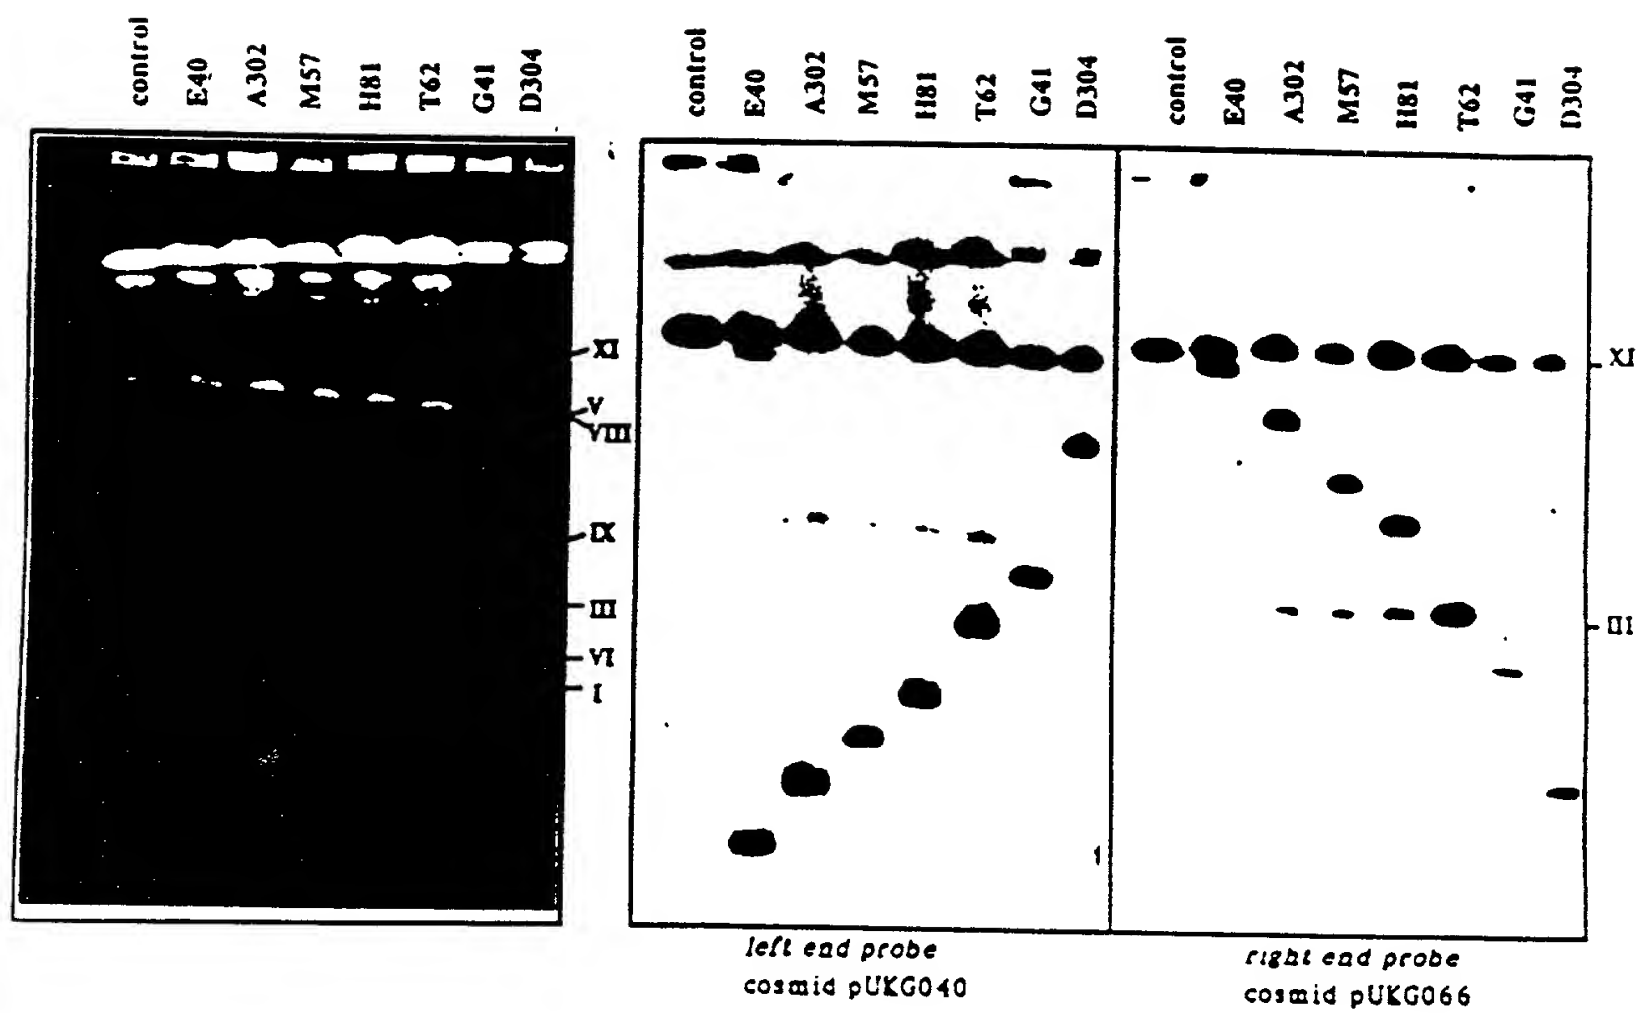 control E40 A302 M57 H81 T62 G41 D304
control E40 A302 M57 H81 T62 G41 D304
control E40 A302 M57 H81 T62 G41 D304
XI
V
VIII
IX
III
VI
I
XI
III
left end probe
cosmid pUKG040
right end probe
cosmid pUKG066